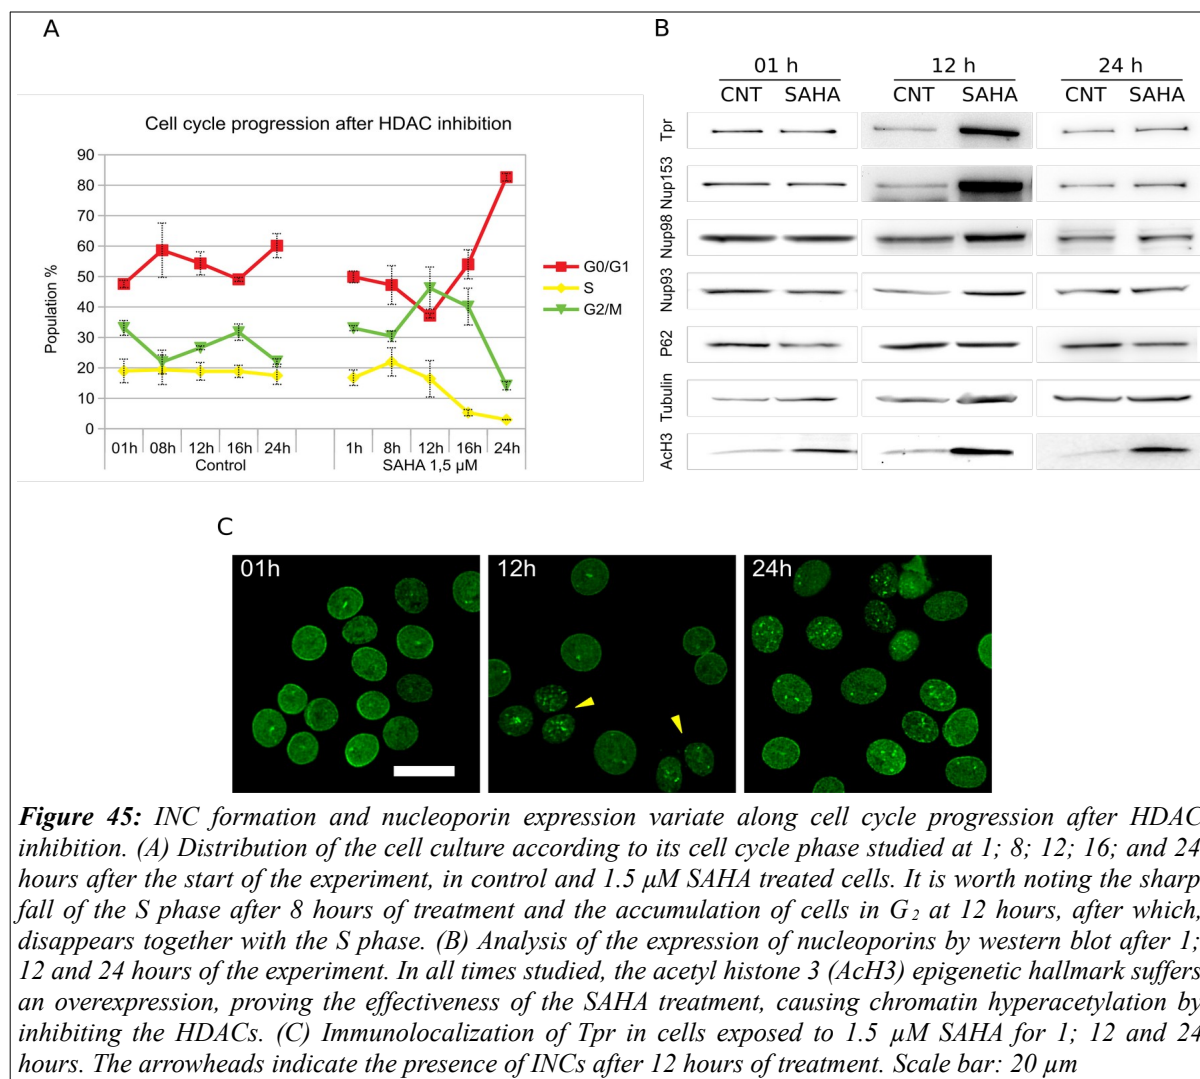 A
Cell cycle progression after HDAC inhibition
Population %
90
80
70
60
50
40
30
20
10
0
01h 08h 12h 16h 24h 1h 8h 12h 16h 24h
Control SAHA 1,5 µM
G0/G1
S
G2/M
B
01 h 12 h 24 h
CNT SAHA CNT SAHA CNT SAHA
Tpr
Nup153
Nup98
Nup93
P62
Tubulin
AcH3
C
01h 12h 24h
Figure 45: INC formation and nucleoporin expression variate along cell cycle progression after HDAC
inhibition. (A) Distribution of the cell culture according to its cell cycle phase studied at 1; 8; 12; 16; and 24
hours after the start of the experiment, in control and 1.5 µM SAHA treated cells. It is worth noting the sharp
fall of the S phase after 8 hours of treatment and the accumulation of cells in G₂ at 12 hours, after which,
disappears together with the S phase. (B) Analysis of the expression of nucleoporins by western blot after 1;
12 and 24 hours of the experiment. In all times studied, the acetyl histone 3 (AcH3) epigenetic hallmark suffers
an overexpression, proving the effectiveness of the SAHA treatment, causing chromatin hyperacetylation by
inhibiting the HDACs. (C) Immunolocalization of Tpr in cells exposed to 1.5 µM SAHA for 1; 12 and 24
hours. The arrowheads indicate the presence of INCs after 12 hours of treatment. Scale bar: 20 µm